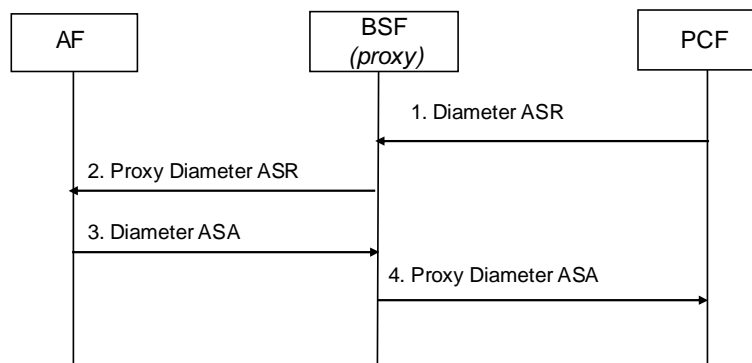 AF
BSF
(proxy)
PCF
1. Diameter ASR
2. Proxy Diameter ASR
3. Diameter ASA
4. Proxy Diameter ASA